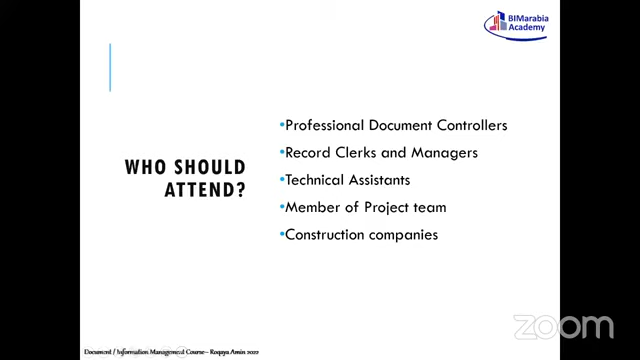 BIMarabia
Academy
WHO SHOULD
ATTEND?
•Professional Document Controllers
•Record Clerks and Managers
•Technical Assistants
•Member of Project team
•Construction companies
Document / Information Management Course– Roqaya Amin 2022
zoom